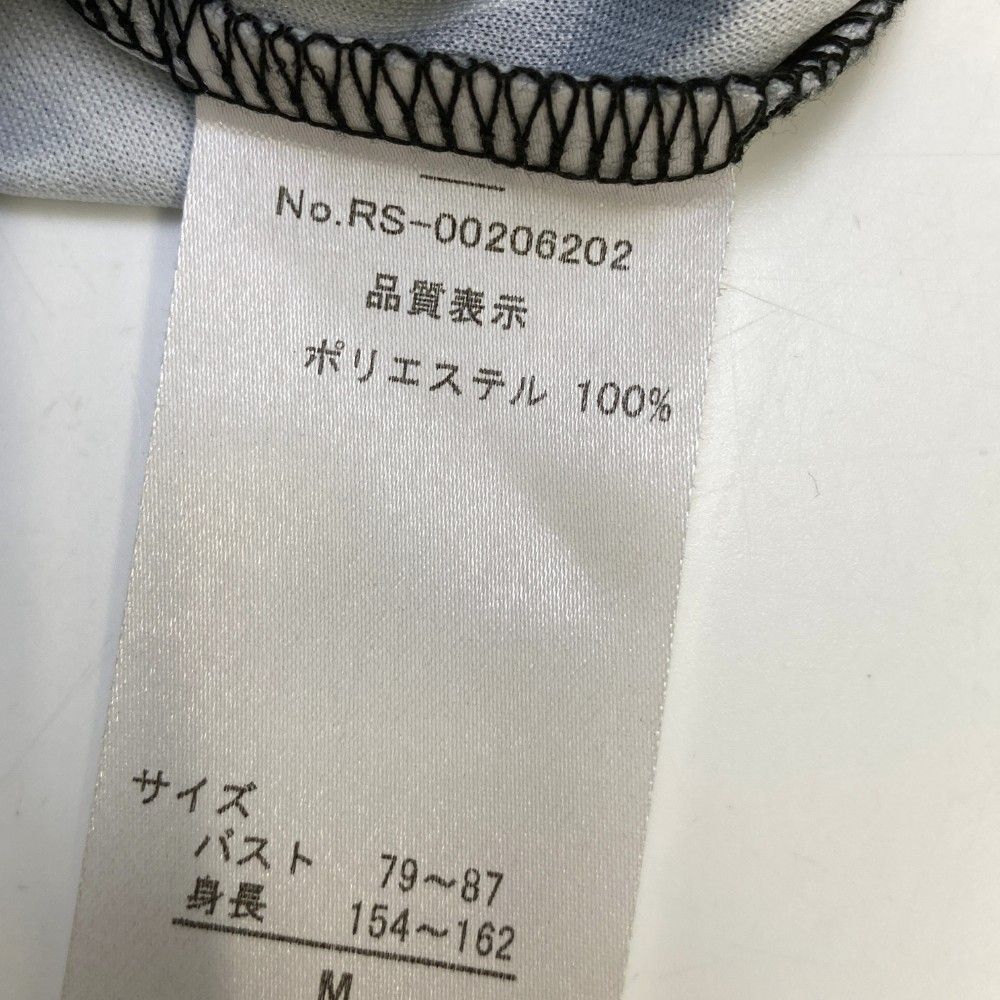 No.RS-00206202
品質表示
ポリエステル 100%
サイズ
バスト 79～87
身長 154～162
M